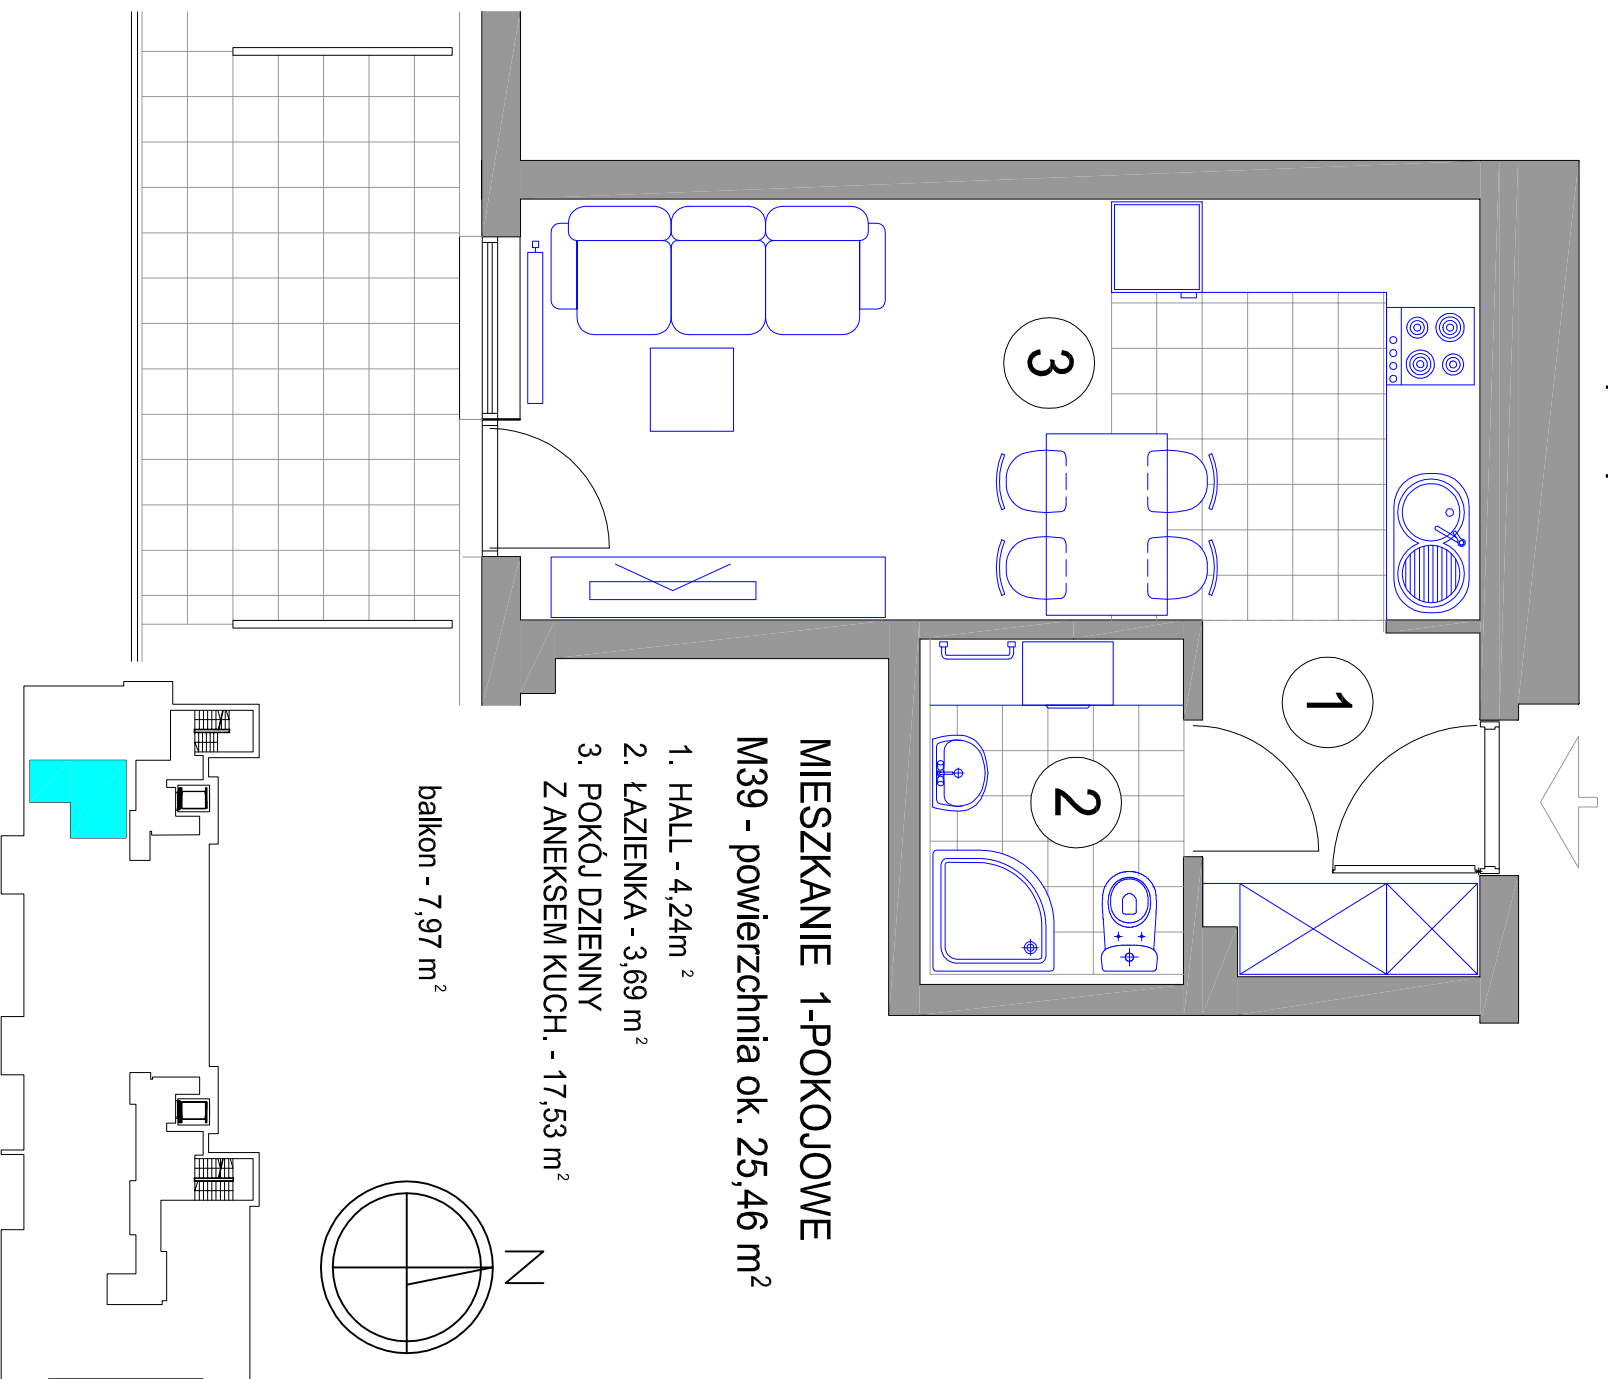 MIESZKANIE 1-POKOJOWE
M39 - powierzchnia ok. 25,46 m²
1. HALL - 4,24m ²
2. ŁAZIENKA - 3,69 m²
3. POKÓJ DZIENNY
Z ANEKSEM KUCH. - 17,53 m²
balkon - 7,97 m²
1
2
3
N